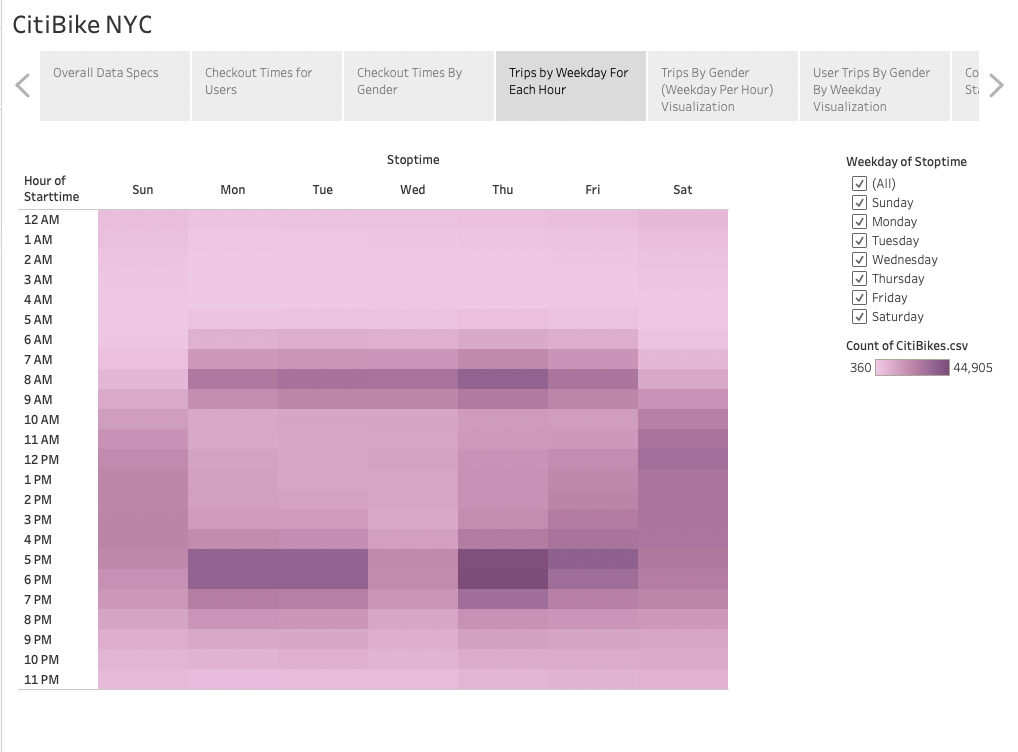 CitiBike NYC
Overall Data Specs
Checkout Times for
Users
Checkout Times By
Gender
Trips by Weekday For
Each Hour
Trips By Gender
(Weekday Per Hour)
Visualization
User Trips By Gender
By Weekday
Visualization
Co
Sta
Stoptime
Hour of
Starttime
Sun Mon Tue Wed Thu Fri Sat
12 AM
1 AM
2 AM
3 AM
4 AM
5 AM
6 AM
7 AM
8 AM
9 AM
10 AM
11 AM
12 PM
1 PM
2 PM
3 PM
4 PM
5 PM
6 PM
7 PM
8 PM
9 PM
10 PM
11 PM
Weekday of Stoptime
(All)
Sunday
Monday
Tuesday
Wednesday
Thursday
Friday
Saturday
Count of CitiBikes.csv
360 44,905